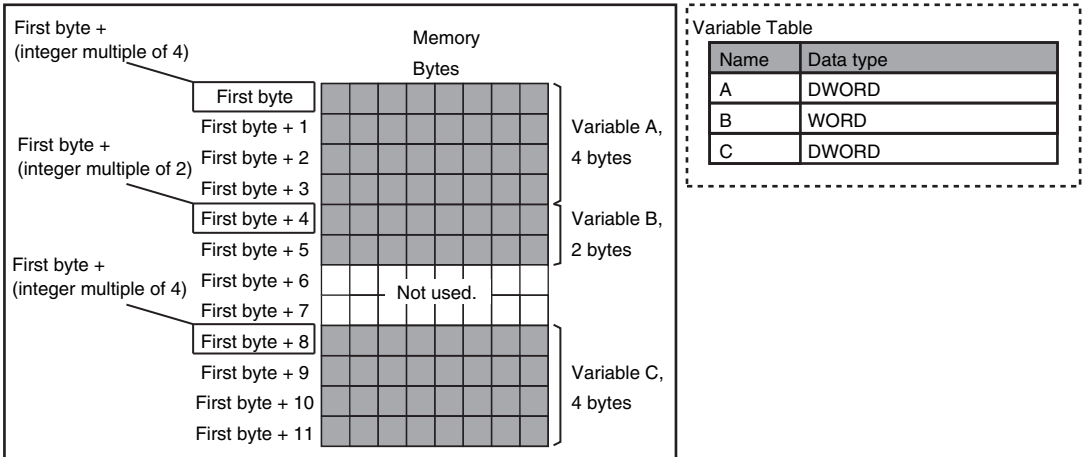 First byte +
(integer multiple of 4)
Memory
Bytes
First byte
First byte + 1
First byte + 2
First byte + 3
Variable A,
4 bytes
First byte +
(integer multiple of 2)
First byte + 4
First byte + 5
Variable B,
2 bytes
First byte +
(integer multiple of 4)
First byte + 6
First byte + 7
Not used.
First byte + 8
First byte + 9
First byte + 10
First byte + 11
Variable C,
4 bytes
Variable Table
Name Data type
A DWORD
B WORD
C DWORD